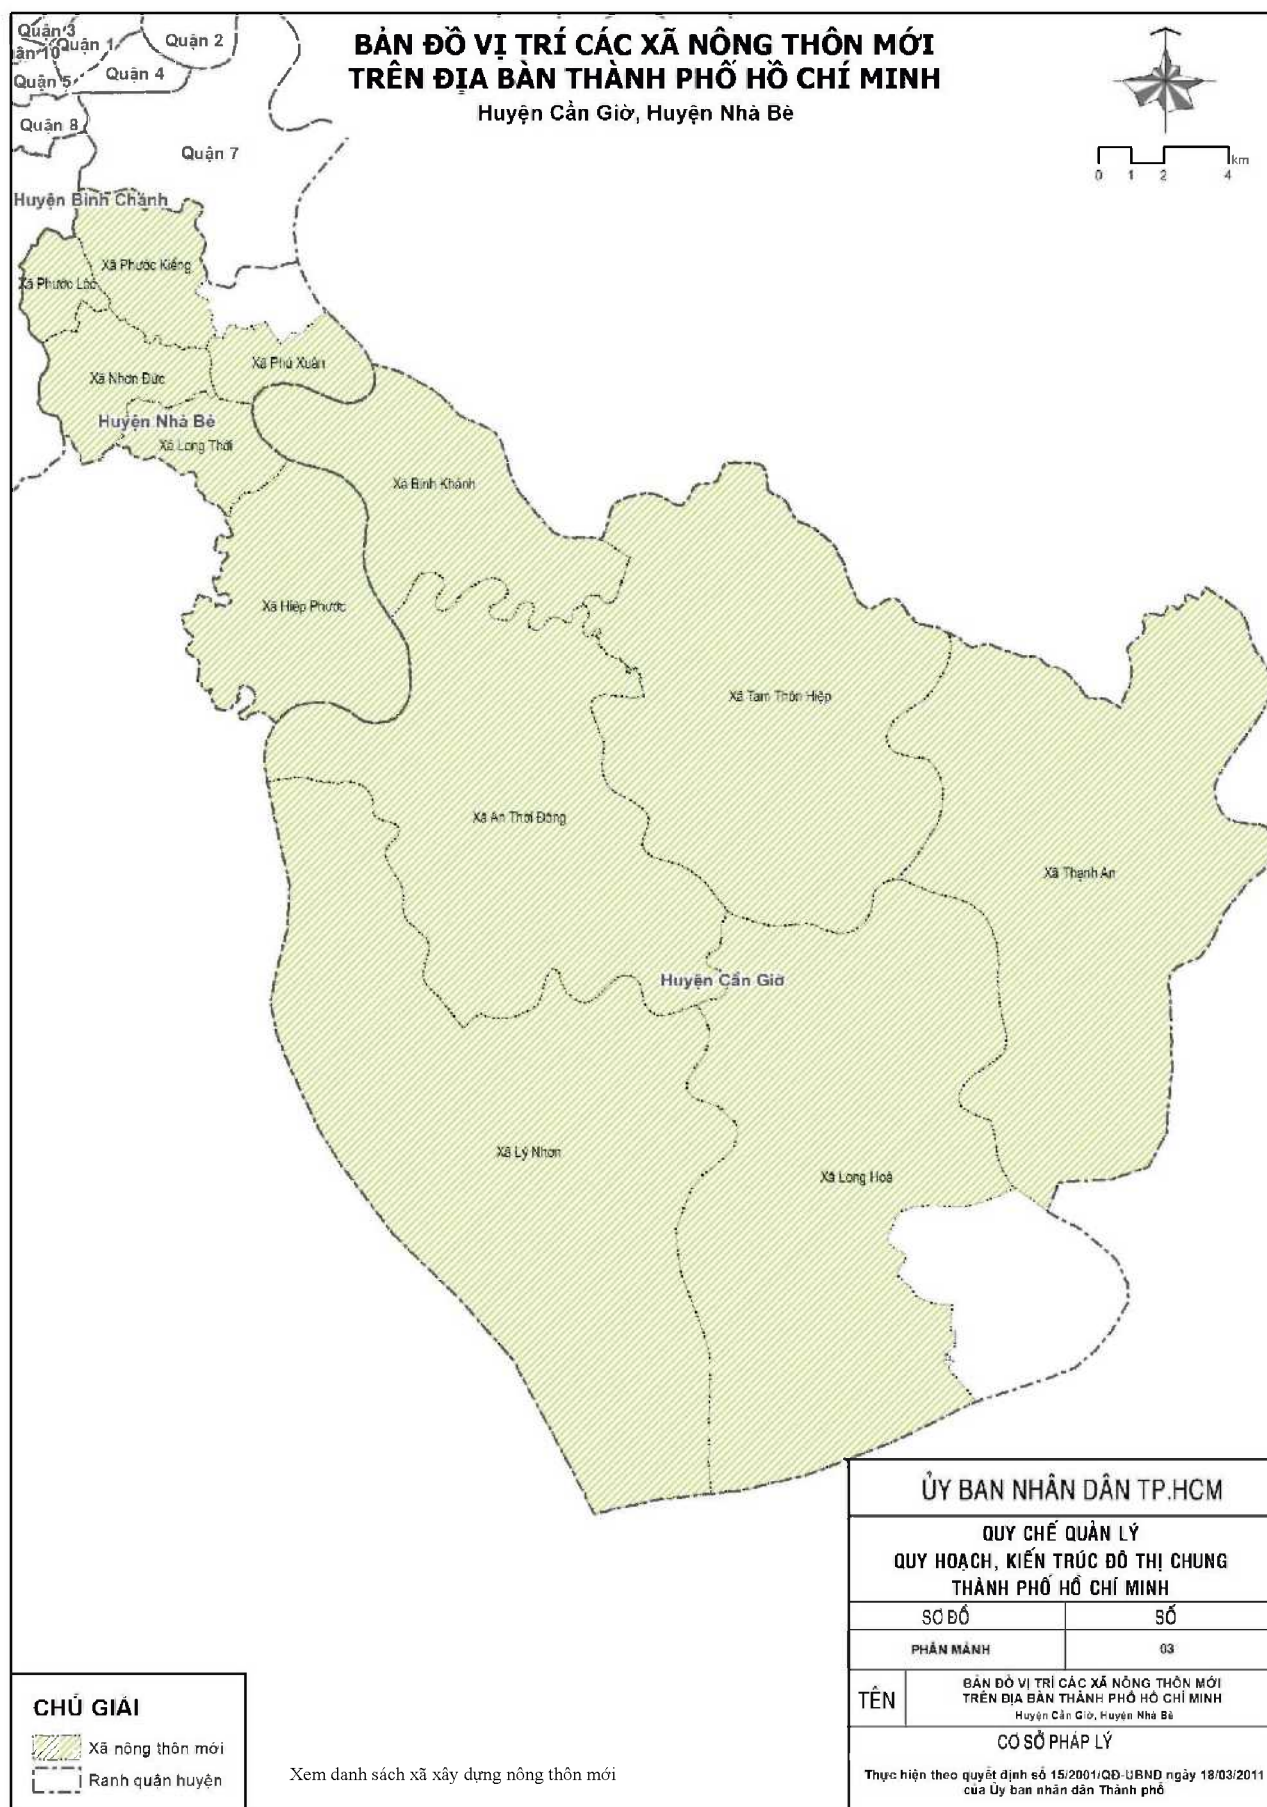 BẢN ĐỒ VỊ TRÍ CÁC XÃ NÔNG THÔN MỚI
TRÊN ĐỊA BÀN THÀNH PHỐ HỒ CHÍ MINH
Huyện Cần Giờ, Huyện Nhà Bè
Quận 3
ận 10
Quận 1
Quận 2
Quận 5
Quận 4
Quận 8
Quận 7
0 1 2 4
km
Huyện Bình Chánh
Xã Phước Kiểng
Xã Phước Lộc
Xã Phú Xuân
Xã Nhơn Đức
Huyện Nhà Bè
Xã Long Thới
Xã Bình Khánh
Xã Hiệp Phước
Xã Tam Thôn Hiệp
Xã An Thới Đông
Xã Thạnh An
Huyện Cần Giờ
Xã Lý Nhơn
Xã Long Hoà
ỦY BAN NHÂN DÂN TP.HCM
QUY CHẾ QUẢN LÝ
QUY HOẠCH, KIẾN TRÚC ĐÔ THỊ CHUNG
THÀNH PHỐ HỒ CHÍ MINH
SƠ ĐỒ SỐ
PHÂN MẢNH 03
TÊN
BẢN ĐỒ VỊ TRÍ CÁC XÃ NÔNG THÔN MỚI
TRÊN ĐỊA BÀN THÀNH PHỐ HỒ CHÍ MINH
Huyện Cần Giờ, Huyện Nhà Bè
CƠ SỞ PHÁP LÝ
Thực hiện theo quyết định số 15/2001/QĐ-UBND ngày 18/03/2011
của Ủy ban nhân dân Thành phố
CHÚ GIẢI
Xã nông thôn mới
Ranh quận huyện
Xem danh sách xã xây dựng nông thôn mới